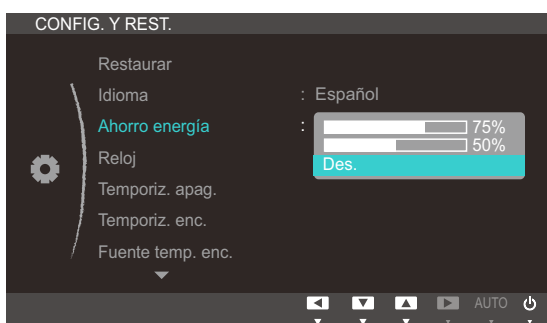 CONFIG. Y REST.
Restaurar
Idioma : Español
Ahorro energía : 75%
50%
Reloj Des.
Temporiz. apag.
Temporiz. enc.
Fuente temp. enc.
AUTO